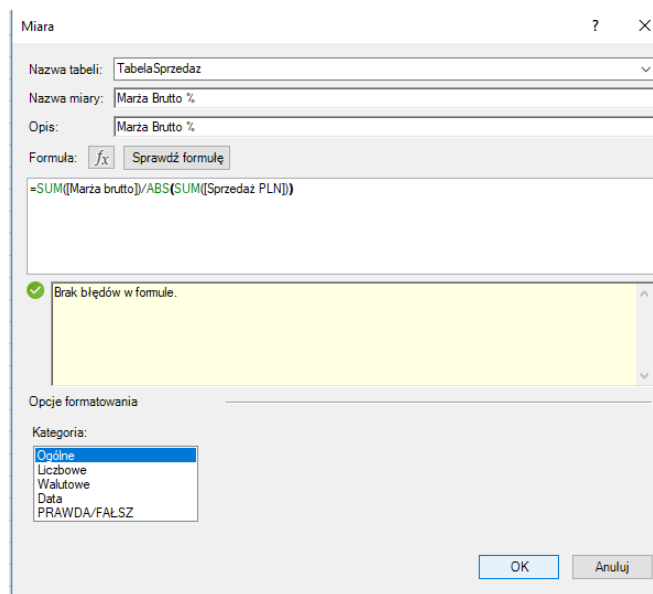 Miara ? ×
Nazwa tabeli: TabelaSprzedaz
Nazwa miary: Marża Brutto %
Opis: Marża Brutto %
Formuła: fx Sprawdź formułę
=SUM([Marża brutto])/ABS(SUM([Sprzedaż PLN]))
Brak błędów w formule.
Opcje formatowania
Kategoria:
Ogólne
Liczbowe
Walutowe
Data
PRAWDA/FAŁSZ
OK Anuluj